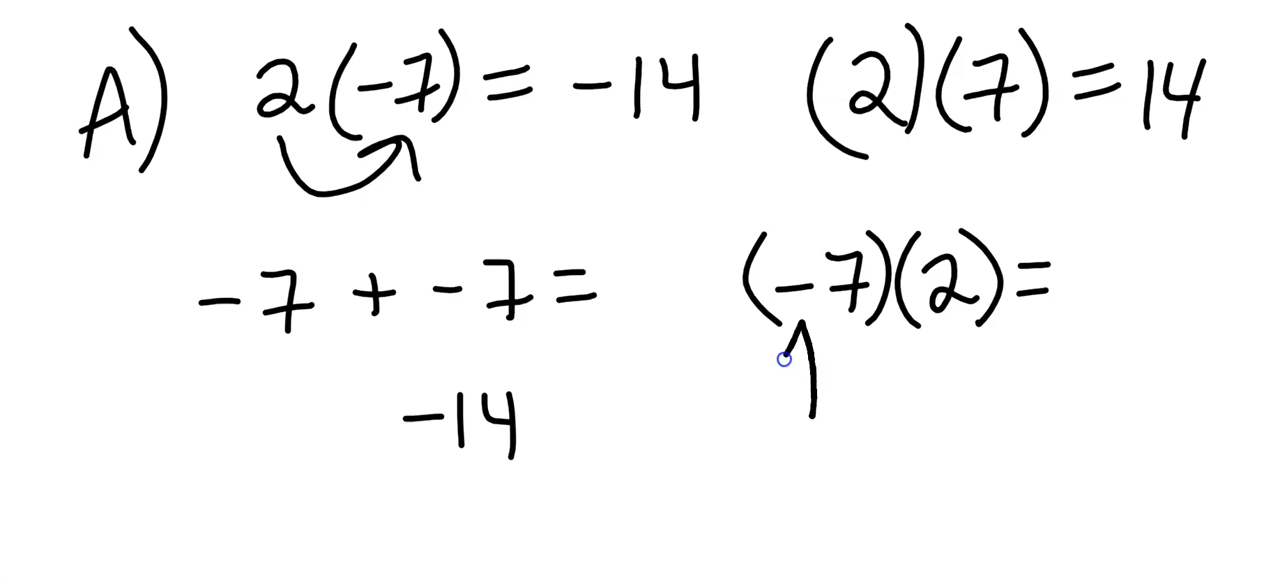 A) 2(-7) = -14 (2)(7) = 14
-7 + -7 = (-7)(2) =
-14